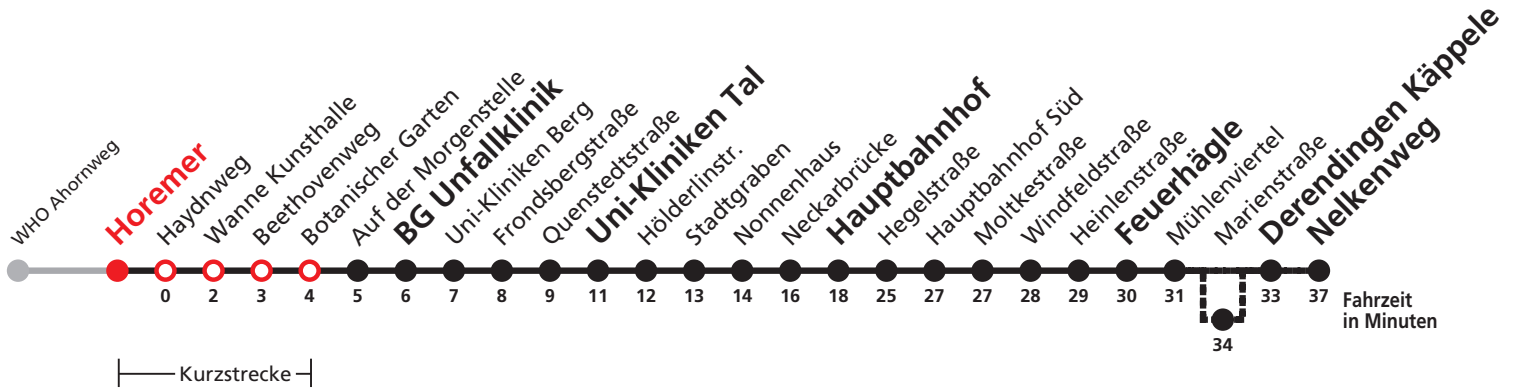 WHO Ahornweg
Horemer
Haydnweg
Wanne Kunsthalle
Beethovenweg
Botanischer Garten
Auf der Morgenstelle
BG Unfallklinik
Uni-Kliniken Berg
Frondsbergstraße
Quenstedtstraße
Uni-Kliniken Tal
Hölderlinstr.
Stadtgraben
Nonnenhaus
Neckarbrücke
Hauptbahnhof
Hegelstraße
Hauptbahnhof Süd
Moltkestraße
Windfeldstraße
Heinlenstraße
Feuerhägle
Mühlenviertel
Marienstraße
Derendingen Käppele
Nelkenweg
0 2 3 4 5 6 7 8 9 11 12 13 14 16 18 25 27 27 28 29 30 31 33 37
Fahrzeit
in Minuten
34
Kurzstrecke